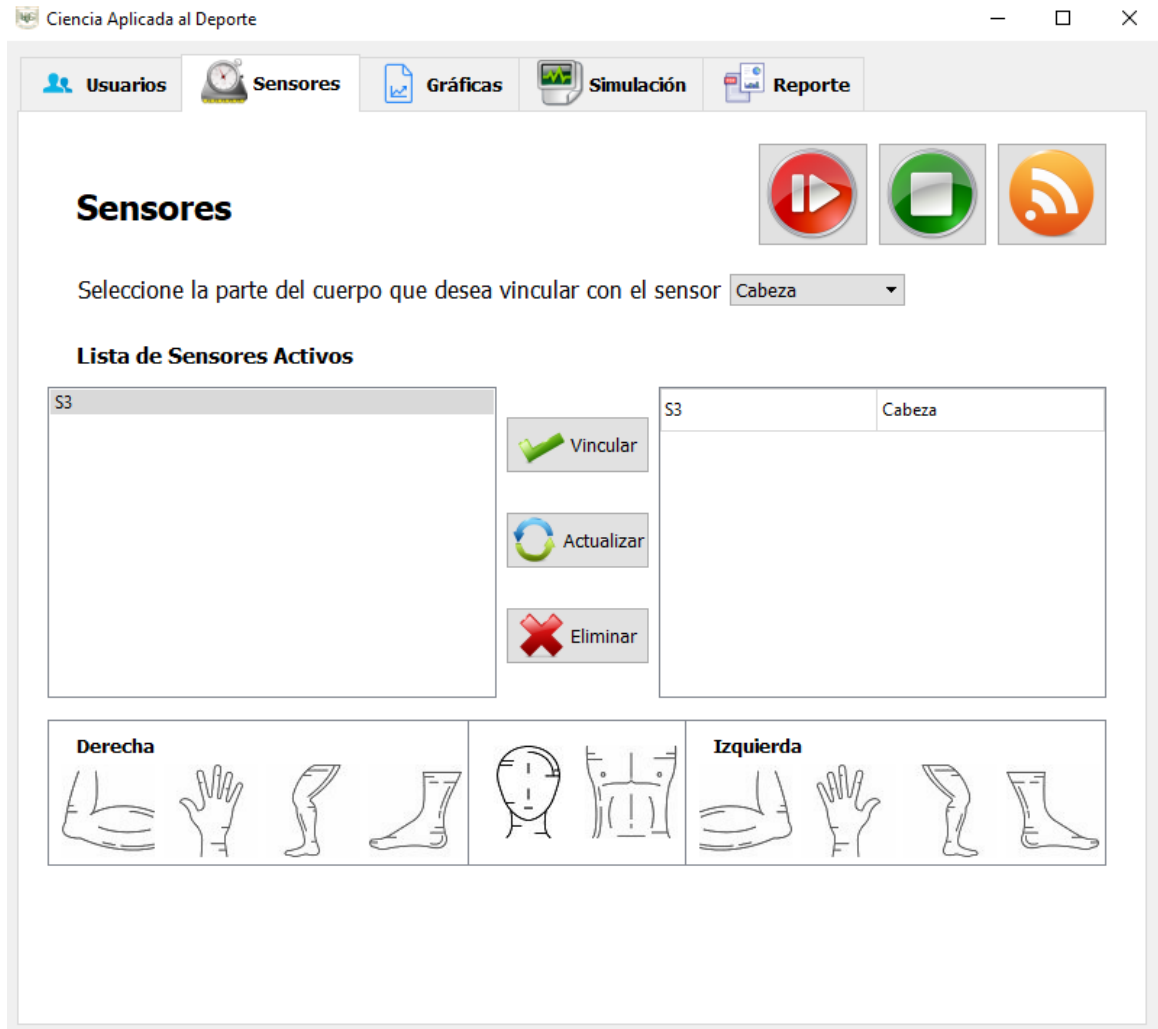 Ciencia Aplicada al Deporte
Usuarios Sensores Gráficas Simulación Reporte
Sensores
Seleccione la parte del cuerpo que desea vincular con el sensor Cabeza
Lista de Sensores Activos
S3
S3 Cabeza
Vincular
Actualizar
Eliminar
Derecha
Izquierda